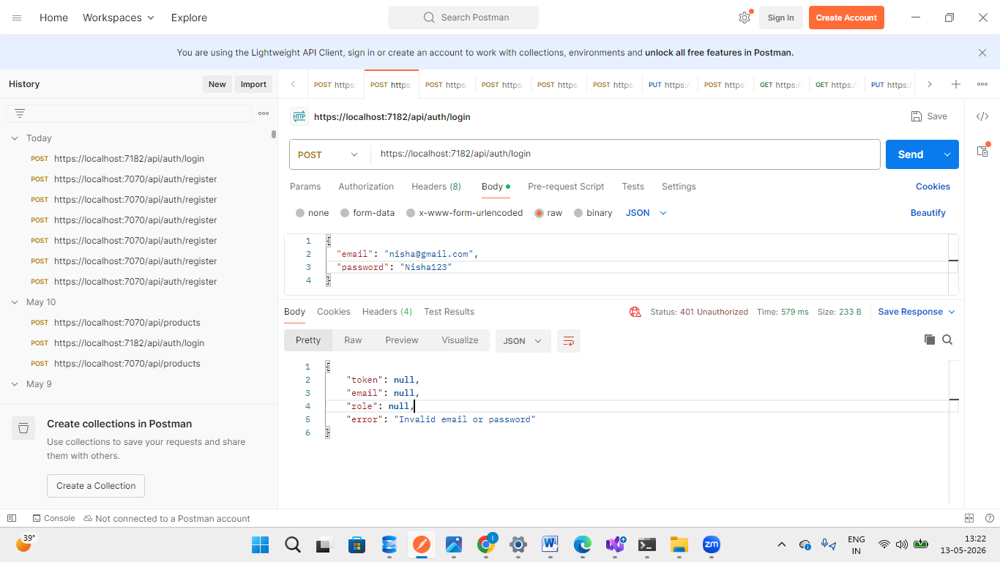 Home
Workspaces
Explore
Search Postman
Sign In
Create Account
You are using the Lightweight API Client, sign in or create an account to work with collections, environments and unlock all free features in Postman.
History
New
Import
POST https:
POST https:
POST https:
POST https:
POST https:
POST https:
PUT https:/
POST https:
GET https:/
GET https:/
PUT https:/
Today
POST https://localhost:7182/api/auth/login
POST https://localhost:7070/api/auth/register
POST https://localhost:7070/api/auth/register
POST https://localhost:7070/api/auth/register
POST https://localhost:7070/api/auth/register
POST https://localhost:7070/api/auth/register
POST https://localhost:7070/api/auth/register
May 10
POST https://localhost:7070/api/products
POST https://localhost:7182/api/auth/login
POST https://localhost:7070/api/products
May 9
Create collections in Postman
Use collections to save your requests and share
them with others.
Create a Collection
HTTP
https://localhost:7182/api/auth/login
Save
POST
https://localhost:7182/api/auth/login
Send
Params
Authorization
Headers (8)
Body
Pre-request Script
Tests
Settings
Cookies
none
form-data
x-www-form-urlencoded
raw
binary
JSON
Beautify
1 {
2 "email": "nisha@gmail.com",
3 "password": "Nisha123"
4 }
Body
Cookies
Headers (4)
Test Results
Status: 401 Unauthorized
Time: 579 ms
Size: 233 B
Save Response
Pretty
Raw
Preview
Visualize
JSON
1 {
2 "token": null,
3 "email": null,
4 "role": null,
5 "error": "Invalid email or password"
6 }
Console
Not connected to a Postman account
39°
I
W
zm
ENG
IN
13:22
13-05-2026